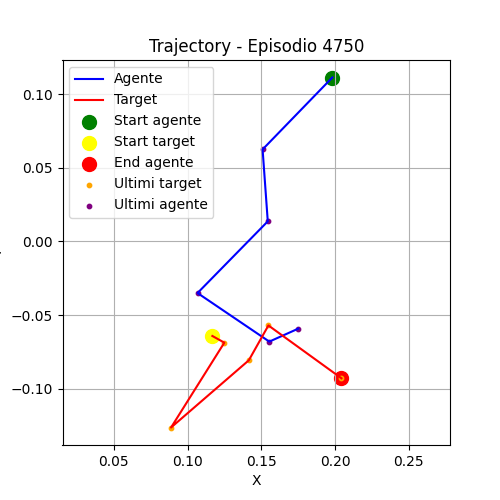 Trajectory - Episodio 4750
Agente
Target
Start agente
Start target
End agente
Ultimi target
Ultimi agente
0.10
0.05
0.00
−0.05
−0.10
0.05
0.10
0.15
0.20
0.25
X